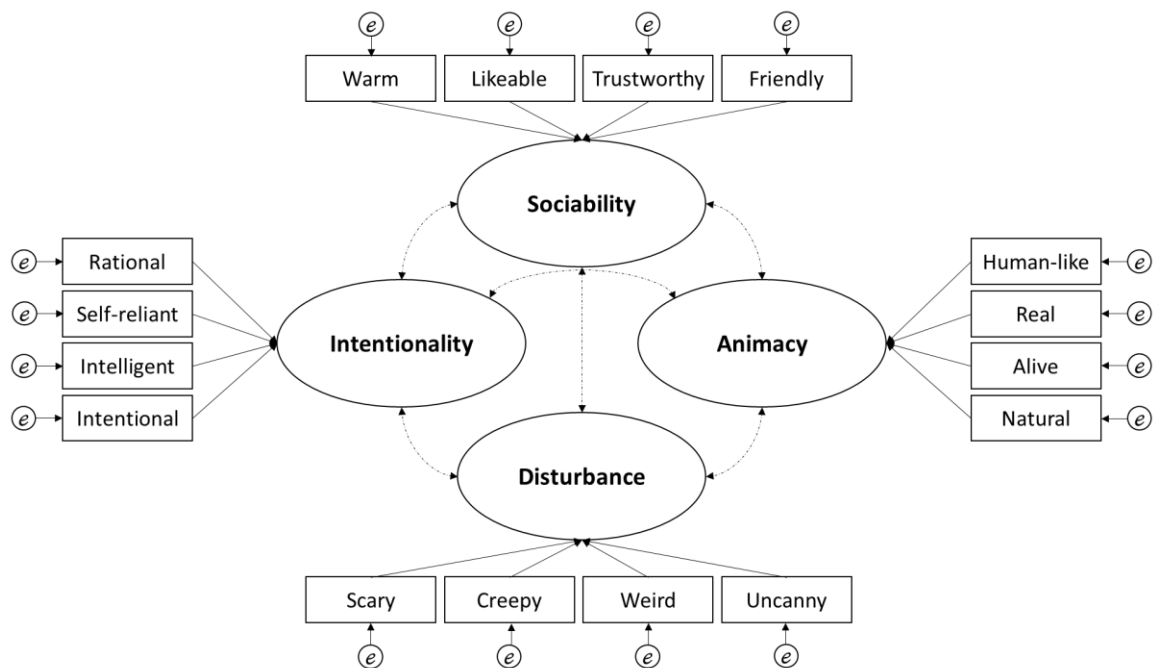 e e e e
Warm Likeable Trustworthy Friendly
Sociability
e Rational
e Self-reliant
e Intelligent
e Intentional
Intentionality
Animacy
Human-like e
Real e
Alive e
Natural e
Disturbance
Scary Creepy Weird Uncanny
e e e e